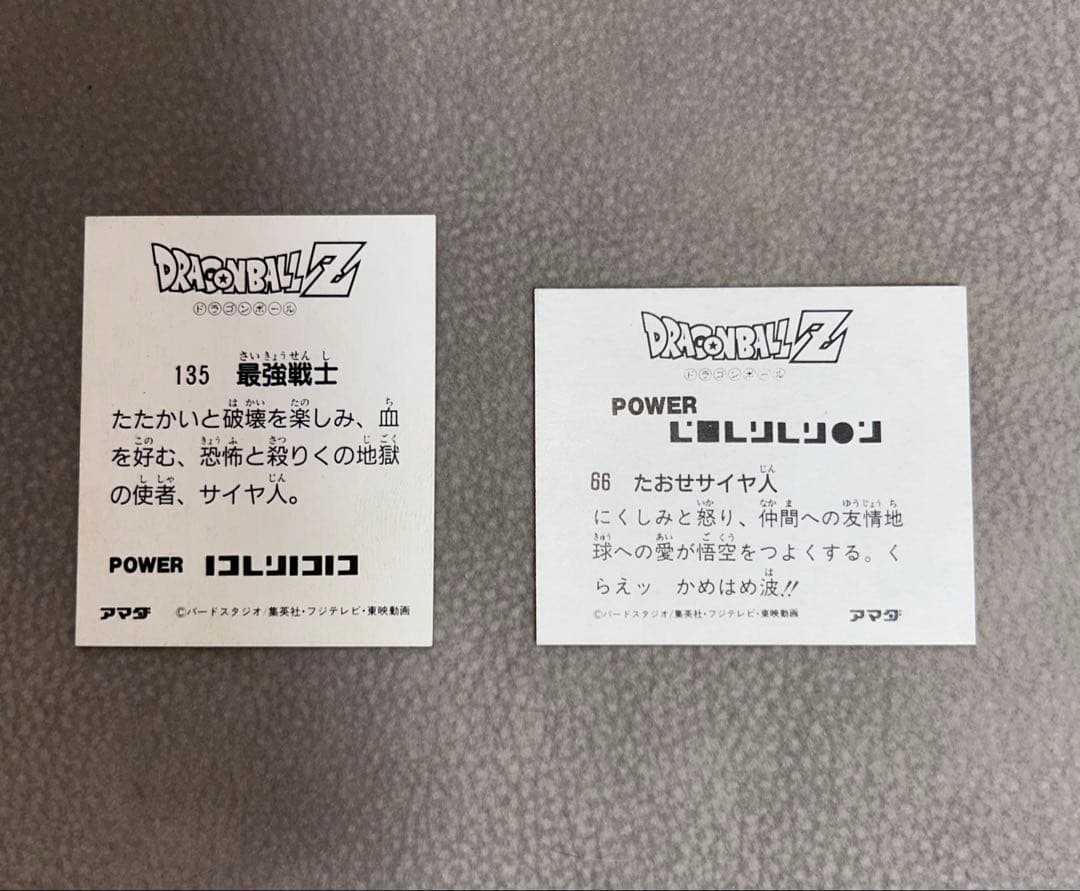 DRAGONBALL Z
ドラゴンボール
135 最強戦士
たたかいと破壊を楽しみ、血
を好む、恐怖と殺りくの地獄
の使者、サイヤ人。
POWER
アマダ ©バードスタジオ/集英社・フジテレビ・東映動画
DRAGONBALL Z
ドラゴンボール
POWER
66 たおせサイヤ人
にくしみと怒り、仲間への友情地
球への愛が悟空をつよくする。く
らえッ かめはめ波!!
©バードスタジオ/集英社・フジテレビ・東映動画 アマダ